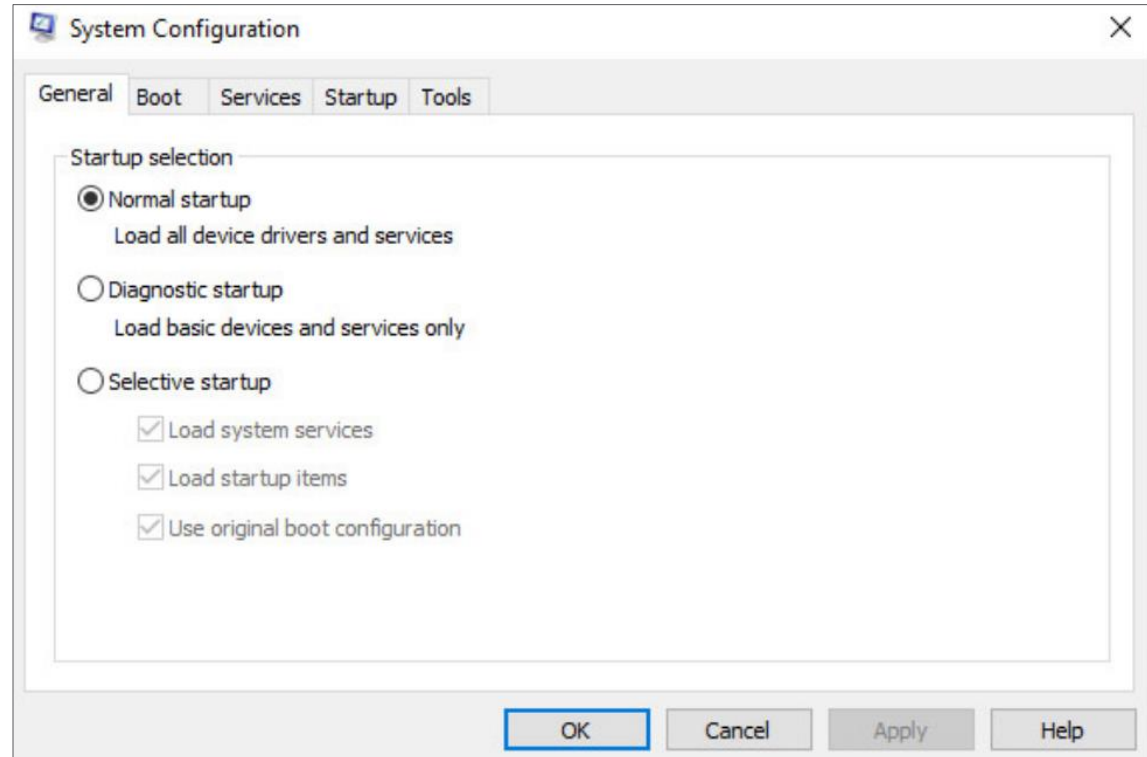 System Configuration
General Boot Services Startup Tools
Startup selection
Normal startup
Load all device drivers and services
Diagnostic startup
Load basic devices and services only
Selective startup
Load system services
Load startup items
Use original boot configuration
OK Cancel Apply Help